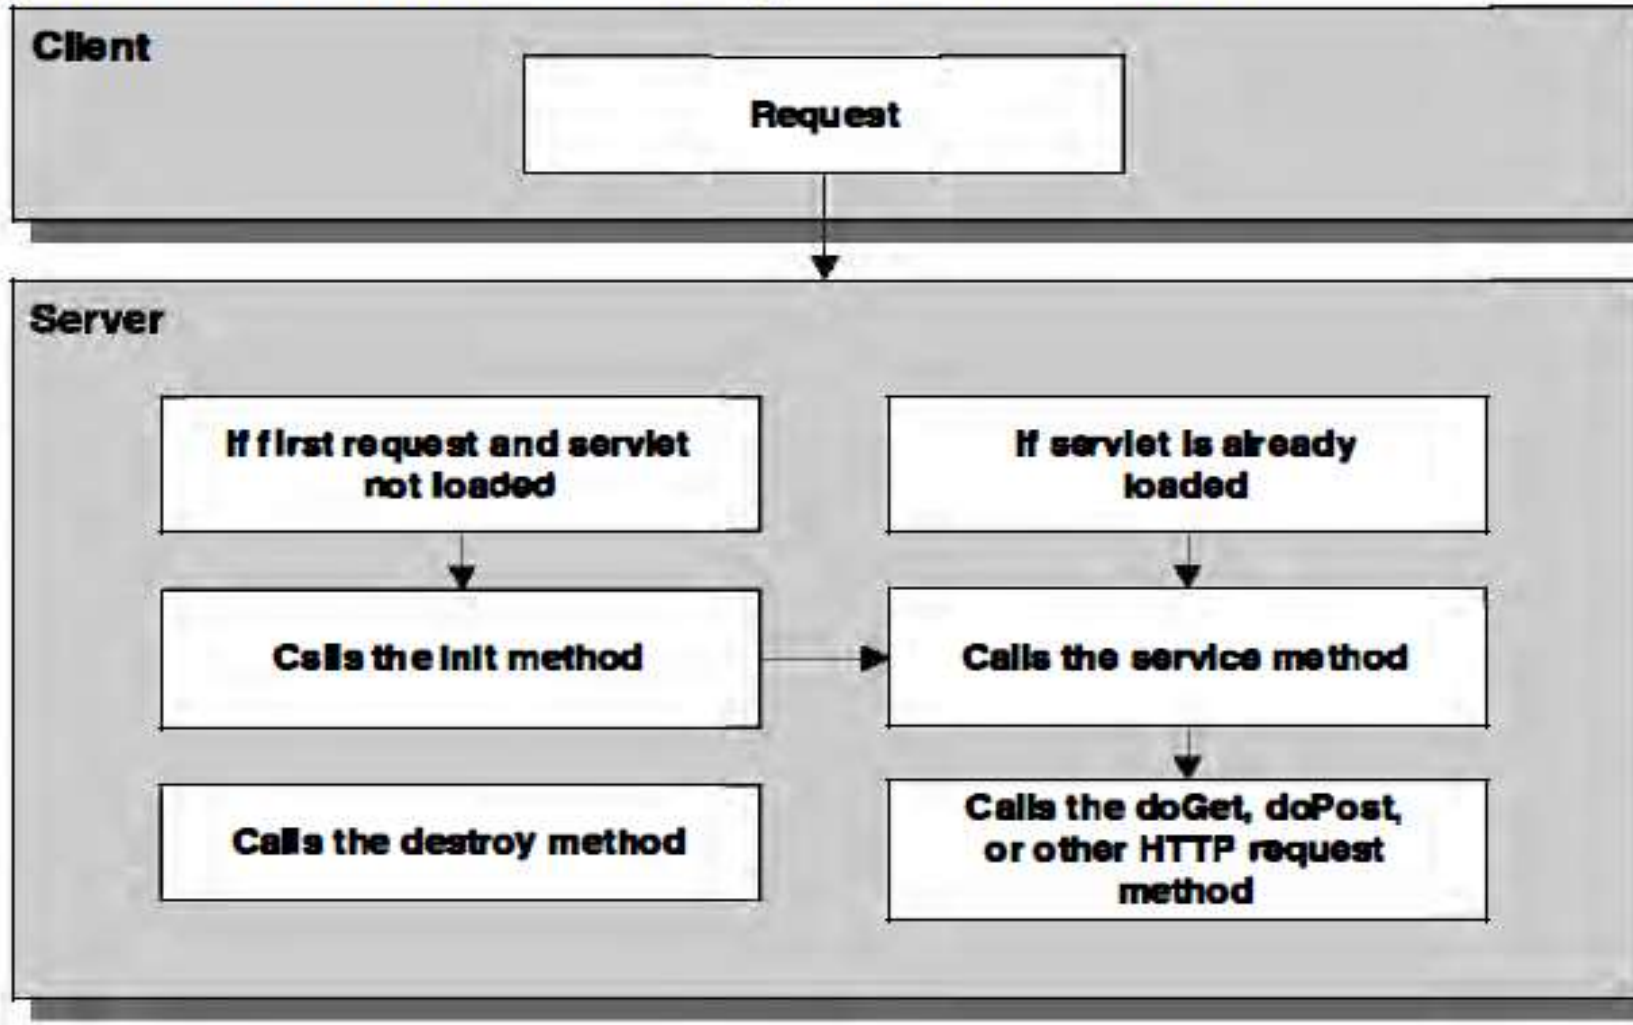 Client
Request
Server
If first request and servlet
not loaded
If servlet is already
loaded
Calls the init method
Calls the service method
Calls the destroy method
Calls the doGet, doPost,
or other HTTP request
method